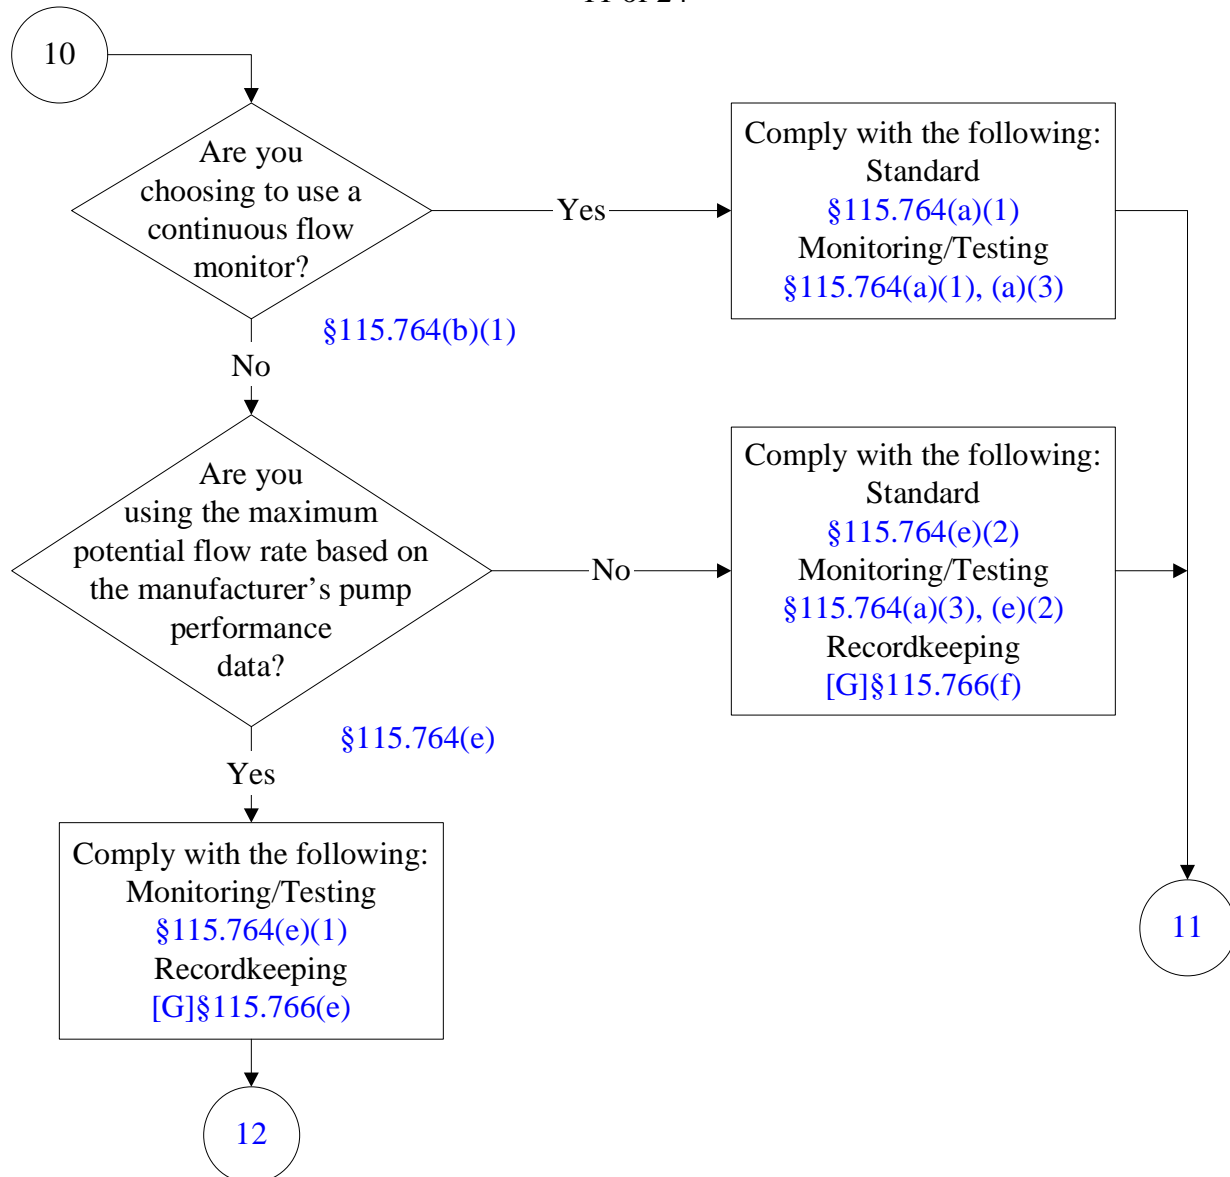 11 of 24
10
Are you
choosing to use a
continuous flow
monitor?
Yes
Comply with the following:
Standard
§115.764(a)(1)
Monitoring/Testing
§115.764(a)(1), (a)(3)
§115.764(b)(1)
No
Are you
using the maximum
potential flow rate based on
the manufacturer's pump
performance
data?
No
Comply with the following:
Standard
§115.764(e)(2)
Monitoring/Testing
§115.764(a)(3), (e)(2)
Recordkeeping
[G]§115.766(f)
§115.764(e)
Yes
Comply with the following:
Monitoring/Testing
§115.764(e)(1)
Recordkeeping
[G]§115.766(e)
11
12